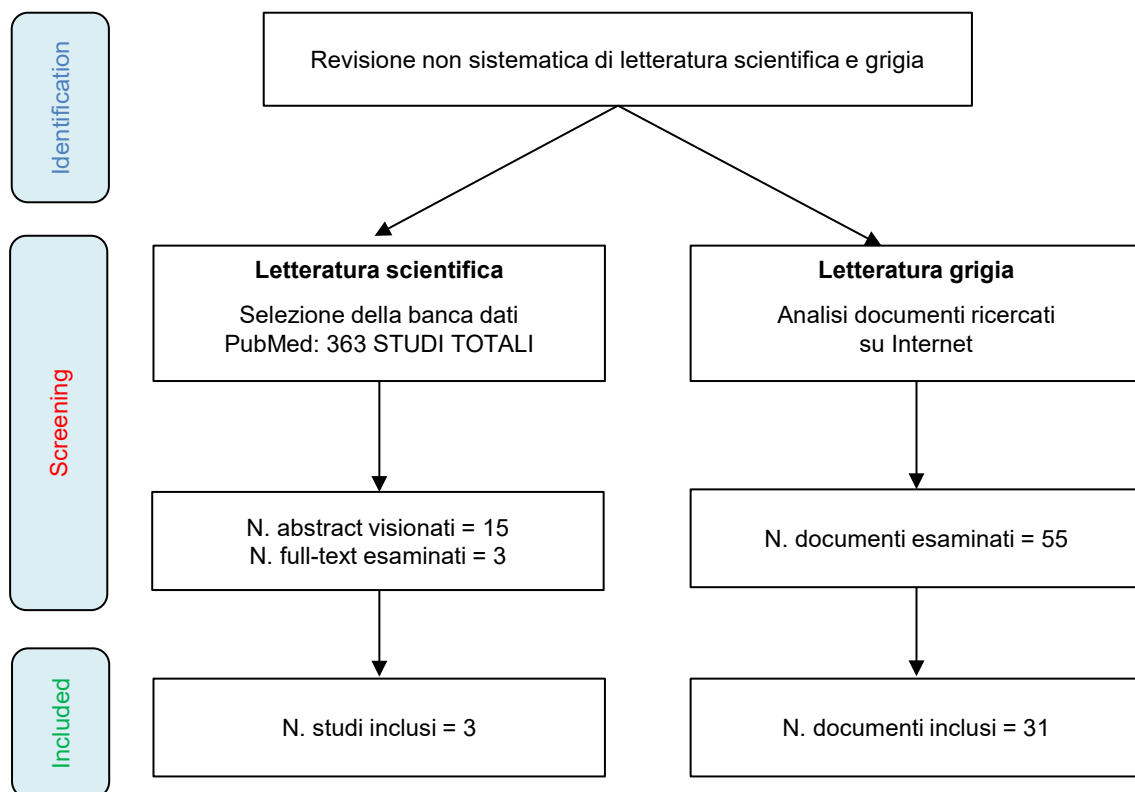 Identification
Revisione non sistematica di letteratura scientifica e grigia
Screening
Letteratura scientifica
Selezione della banca dati
PubMed: 363 STUDI TOTALI
Letteratura grigia
Analisi documenti ricercati
su Internet
N. abstract visionati = 15
N. full-text esaminati = 3
N. documenti esaminati = 55
Included
N. studi inclusi = 3
N. documenti inclusi = 31